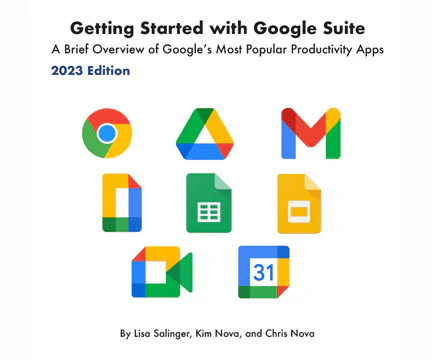 Getting Started with Google Suite
A Brief Overview of Google's Most Popular Productivity Apps
2023 Edition
31
By Lisa Salinger, Kim Nova, and Chris Nova